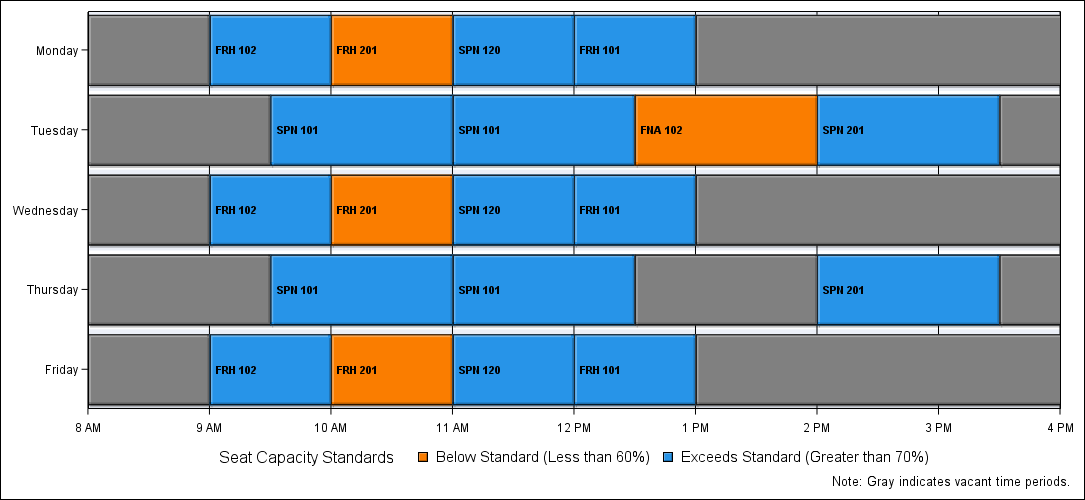 Monday
FRH 102
FRH 201
SPN 120
FRH 101
Tuesday
SPN 101
SPN 101
FNA 102
SPN 201
Wednesday
FRH 102
FRH 201
SPN 120
FRH 101
Thursday
SPN 101
SPN 101
SPN 201
Friday
FRH 102
FRH 201
SPN 120
FRH 101
8 AM 9 AM 10 AM 11 AM 12 PM 1 PM 2 PM 3 PM 4 PM
Seat Capacity Standards Below Standard (Less than 60%) Exceeds Standard (Greater than 70%)
Note: Gray indicates vacant time periods.